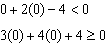 0 + 2(0) − 4 < 0
3(0) + 4(0) + 4 ≥ 0